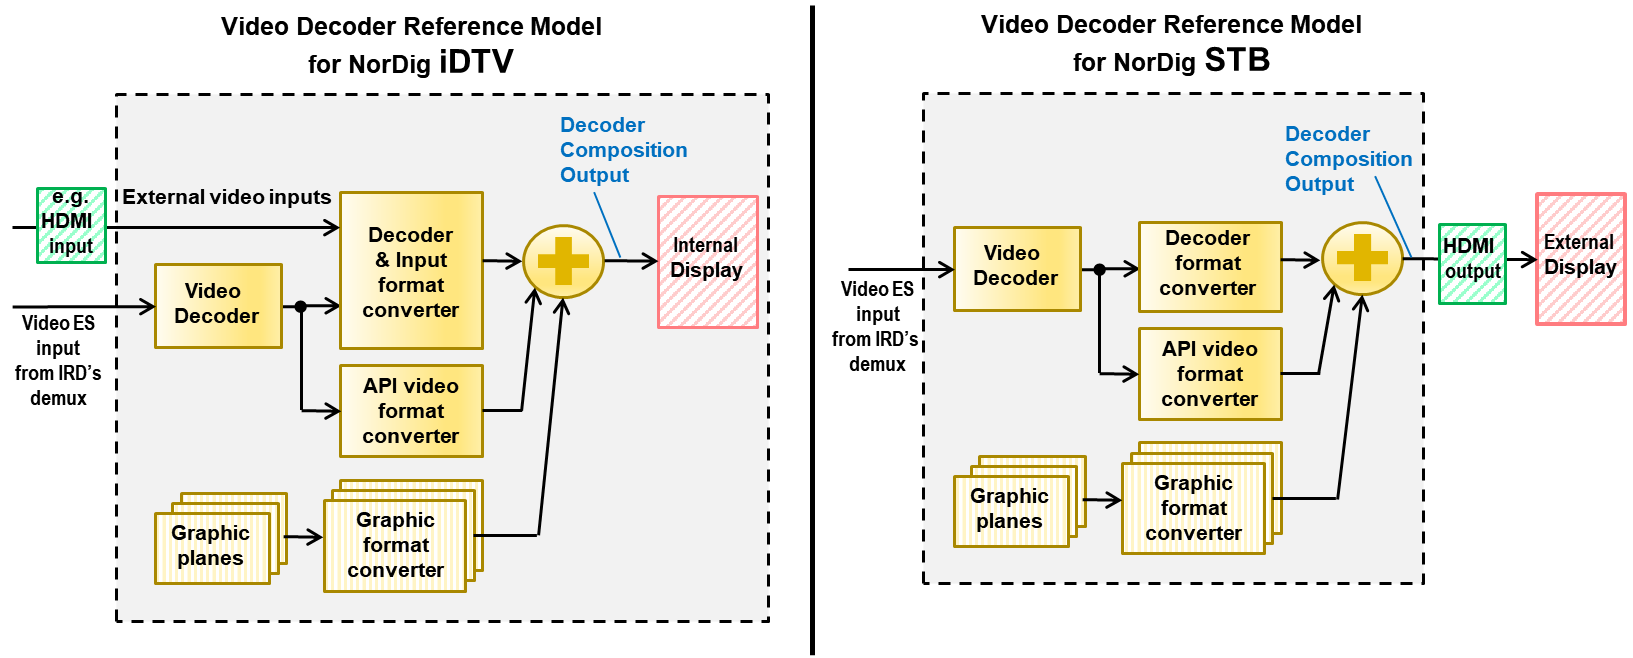 Video Decoder Reference Model
for NorDig iDTV
Decoder
Composition
Output
e.g.
HDMI
input
External video inputs
Decoder
& Input
format
converter
Internal
Display
Video
Decoder
Video ES
input
from IRD's
demux
API video
format
converter
Graphic
planes
Graphic
format
converter
Video Decoder Reference Model
for NorDig STB
Decoder
Composition
Output
Video
Decoder
Decoder
format
converter
HDMI
output
External
Display
Video ES
input
from IRD's
demux
API video
format
converter
Graphic
planes
Graphic
format
converter